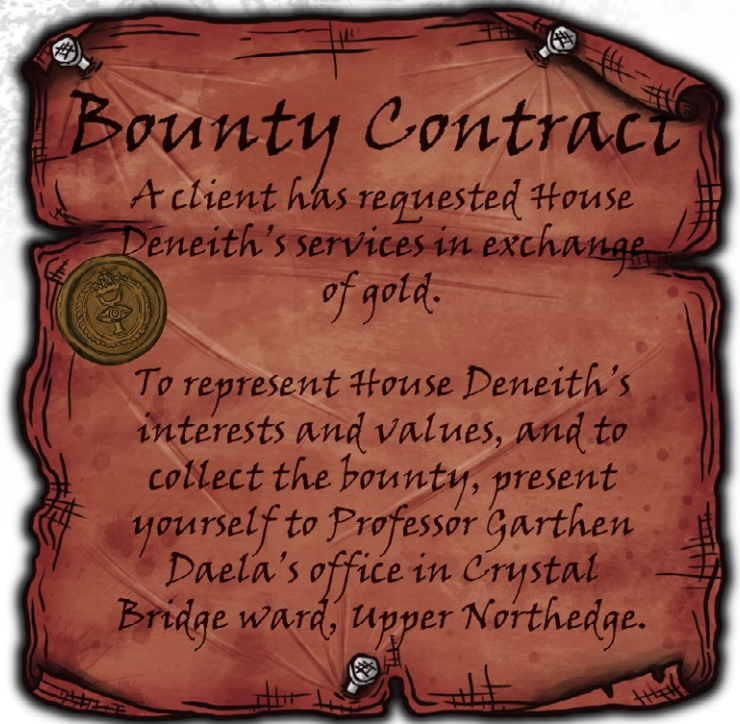 Bounty Contract
A client has requested House
Deneith's services in exchange
of gold.
To represent House Deneith's
interests and values, and to
collect the bounty, present
yourself to Professor Garthen
Daela's office in Crystal
Bridge ward, Upper Northedge.